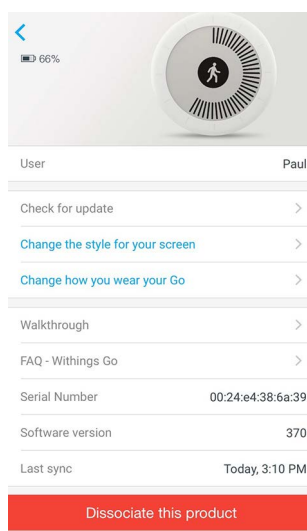 66%
User Paul
Check for update
Change the style for your screen
Change how you wear your Go
Walkthrough
FAQ - Withings Go
Serial Number 00:24:e4:38:6a:39
Software version 370
Last sync Today, 3:10 PM
Dissociate this product